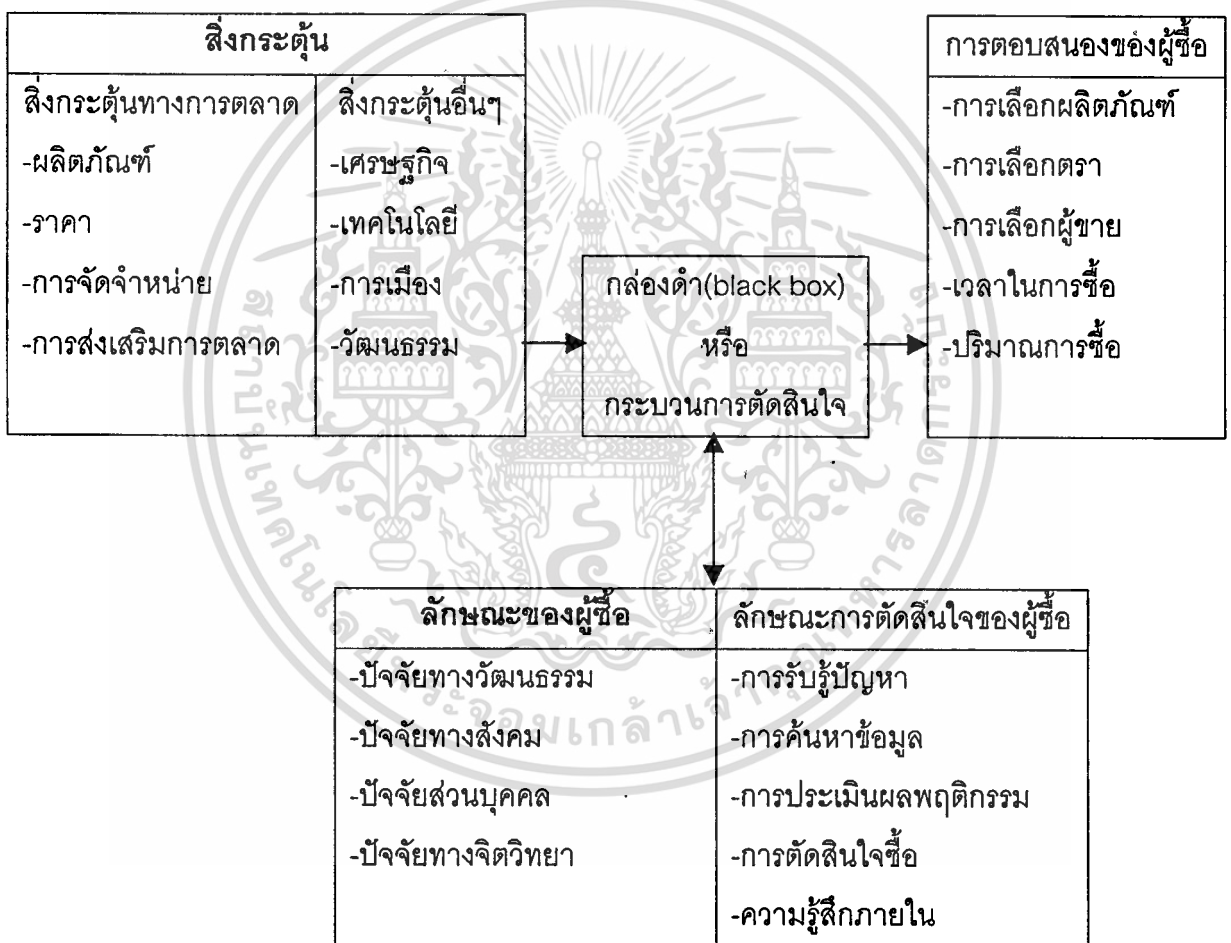 สิ่งกระตุ้น
สิ่งกระตุ้นทางการตลาด
-ผลิตภัณฑ์
-ราคา
-การจัดจำหน่าย
-การส่งเสริมการตลาด
สิ่งกระตุ้นอื่นๆ
-เศรษฐกิจ
-เทคโนโลยี
-การเมือง
-วัฒนธรรม
กล่องดำ(black box)
หรือ
กระบวนการตัดสินใจ
การตอบสนองของผู้ซื้อ
-การเลือกผลิตภัณฑ์
-การเลือกตรา
-การเลือกผู้ขาย
-เวลาในการซื้อ
-ปริมาณการซื้อ
ลักษณะของผู้ซื้อ
-ปัจจัยทางวัฒนธรรม
-ปัจจัยทางสังคม
-ปัจจัยส่วนบุคคล
-ปัจจัยทางจิตวิทยา
ลักษณะการตัดสินใจของผู้ซื้อ
-การรับรู้ปัญหา
-การค้นหาข้อมูล
-การประเมินผลพฤติกรรม
-การตัดสินใจซื้อ
-ความรู้สึกภายใน